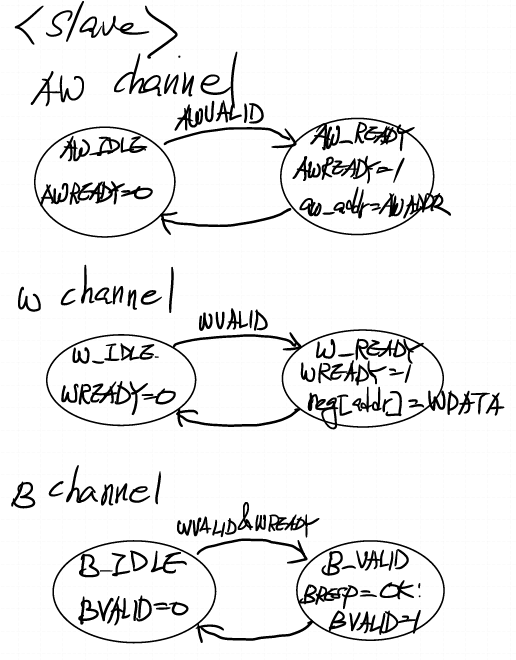 <Slave>
AW channel
AWVALID
AW_IDLE
AWREADY=0
AW_READY
AWREADY=1
aw_addr=AWADDR
W channel
WVALID
W_IDLE.
WREADY=0
W_READY
WREADY=1
reg[addr]=WDATA
B channel
WVALID&WREADY
B_IDLE
BVALID=0
B_VALID
BRESP=OK:
BVALID=1